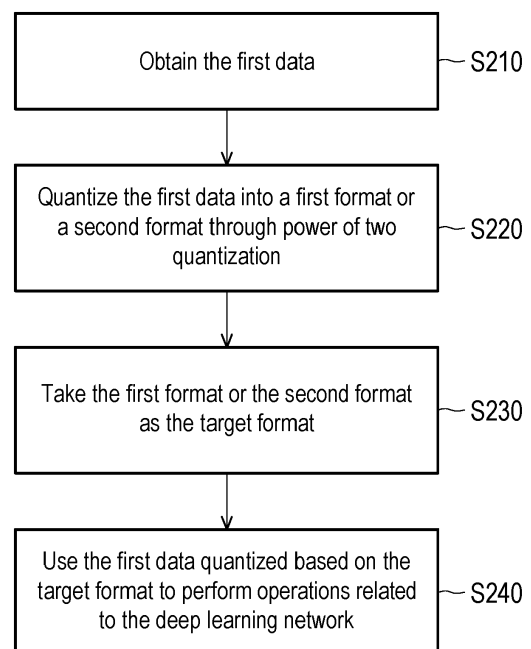 Obtain the first data
S210
Quantize the first data into a first format or
a second format through power of two
quantization
S220
Take the first format or the second format
as the target format
S230
Use the first data quantized based on the
target format to perform operations related
to the deep learning network
S240